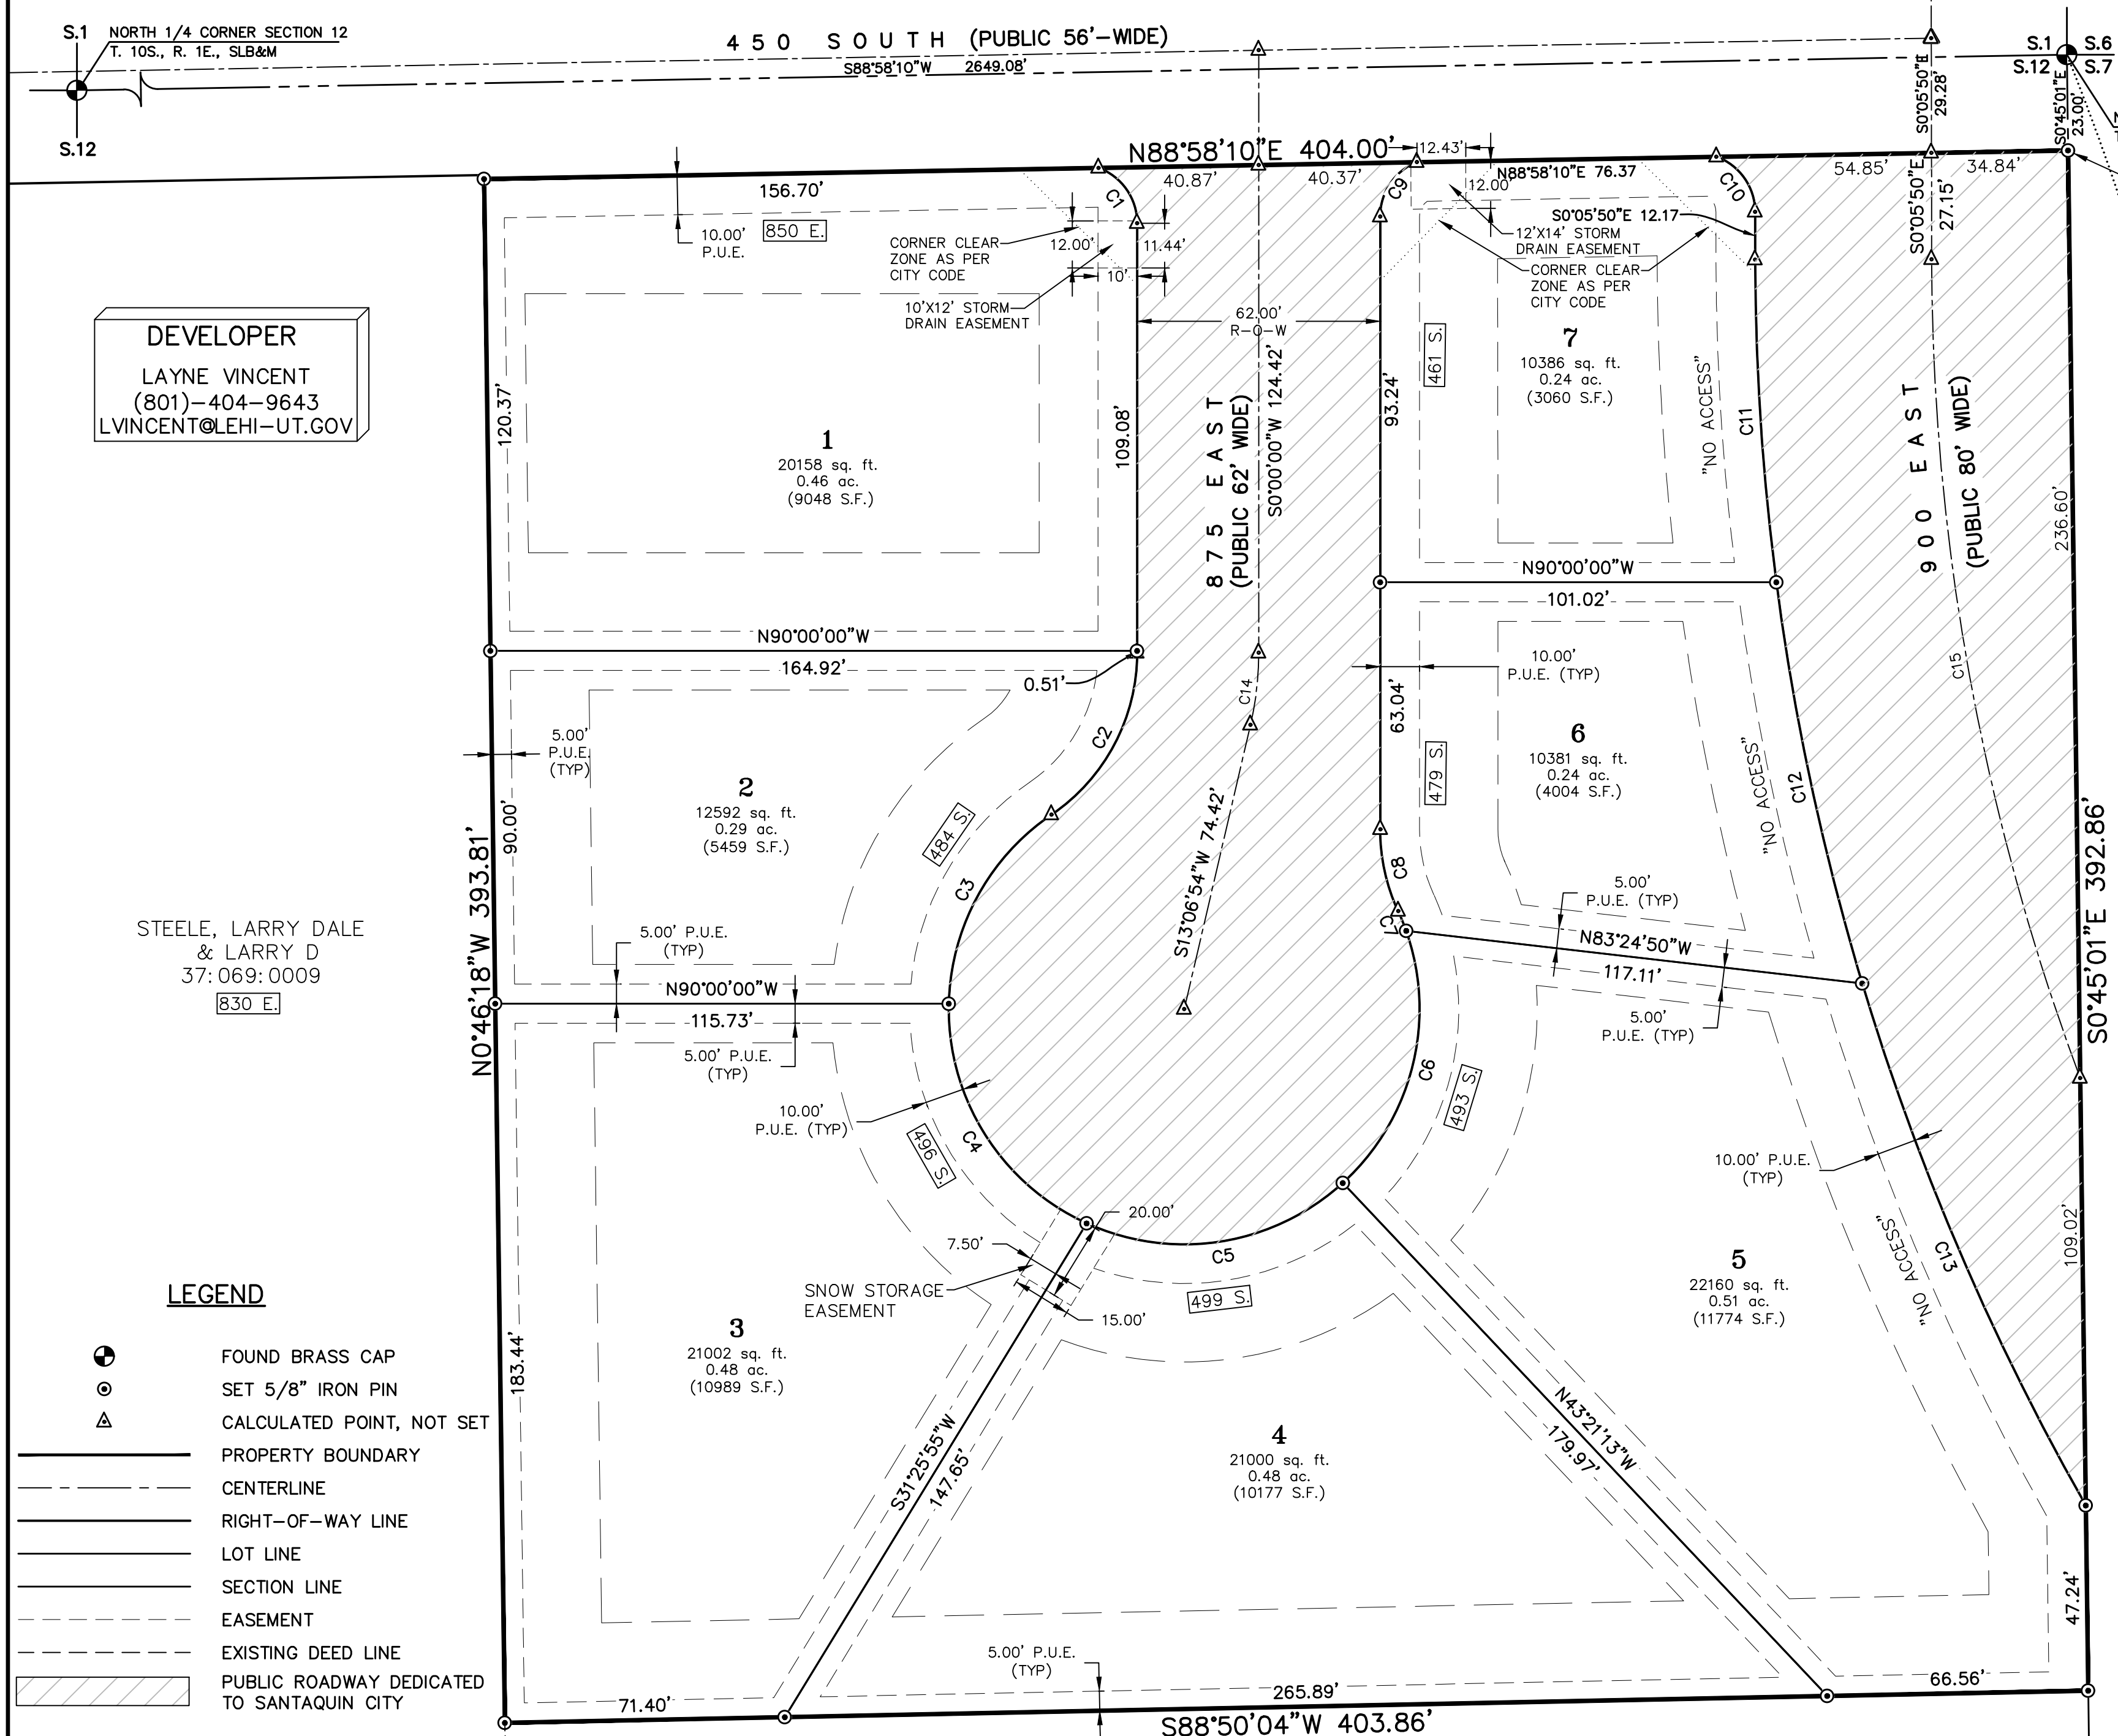 S.1
NORTH 1/4 CORNER SECTION 12
T. 10S., R. 1E., SLB&M
S.12
450 SOUTH (PUBLIC 56'-WIDE)
S88°58'10"W 2649.08'
S.1
S.6
S.12
S.7
S0°05'50"E
29.28'
S0°45'01"E
23.00'
N88°58'10"E 404.00'
12.43'
156.70'
40.87'
40.37'
N88°58'10"E 76.37
54.85'
34.84'
C1
C9
C10
12.00'
S0°05'50"E
27.15'
S0°05'50"E 12.17
10.00'
P.U.E.
850 E.
CORNER CLEAR
ZONE AS PER
CITY CODE
12.00'
11.44'
10'
10'X12' STORM
DRAIN EASEMENT
12'X14' STORM
DRAIN EASEMENT
CORNER CLEAR
ZONE AS PER
CITY CODE
62.00'
R-O-W
DEVELOPER
LAYNE VINCENT
(801)-404-9643
LVINCENT@LEHI-UT.GOV
120.37'
1
20158 sq. ft.
0.46 ac.
(9048 S.F.)
109.08'
875 EAST
(PUBLIC 62' WIDE)
S0°00'00"W 124.42'
93.24'
461 S.
7
10386 sq. ft.
0.24 ac.
(3060 S.F.)
"NO ACCESS"
C11
900 EAST
(PUBLIC 80' WIDE)
236.60'
N90°00'00"W
101.02'
N90°00'00"W
164.92'
0.51'
C14
C15
10.00'
P.U.E. (TYP)
63.04'
5.00'
P.U.E.
(TYP)
C2
2
12592 sq. ft.
0.29 ac.
(5459 S.F.)
90.00'
484 S.
C3
S13°06'54"W 74.42'
479 S.
6
10381 sq. ft.
0.24 ac.
(4004 S.F.)
"NO ACCESS"
C12
C8
C7
5.00'
P.U.E. (TYP)
N83°24'50"W
117.11'
5.00'
P.U.E. (TYP)
N0°46'18"W 393.81'
S0°45'01"E 392.86'
STEELE, LARRY DALE
& LARRY D
37:069:0009
830 E.
5.00' P.U.E.
(TYP)
N90°00'00"W
115.73'
5.00' P.U.E.
(TYP)
10.00'
P.U.E. (TYP)
496 S.
C4
C6
493 S.
10.00' P.U.E.
(TYP)
"NO ACCESS"
C13
109.02'
20.00'
7.50'
SNOW STORAGE
EASEMENT
15.00'
C5
499 S.
5
22160 sq. ft.
0.51 ac.
(11774 S.F.)
3
21002 sq. ft.
0.48 ac.
(10989 S.F.)
183.44'
S31°25'55"W
147.65'
4
21000 sq. ft.
0.48 ac.
(10177 S.F.)
N43°21'13"W
179.97'
47.24'
5.00' P.U.E.
(TYP)
71.40'
265.89'
66.56'
S88°50'04"W 403.86'
LEGEND
FOUND BRASS CAP
SET 5/8" IRON PIN
CALCULATED POINT, NOT SET
PROPERTY BOUNDARY
CENTERLINE
RIGHT-OF-WAY LINE
LOT LINE
SECTION LINE
EASEMENT
EXISTING DEED LINE
PUBLIC ROADWAY DEDICATED
TO SANTAQUIN CITY